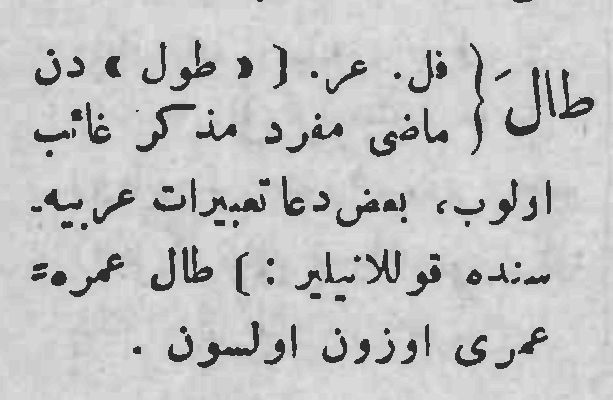 طالَ { فل. عر. [ « طول » دن
ماضی مفرد مذکر غائب
اولوب، بعض دعا تعبیرات عربیه-
سنده قوللانیلیر : ] طال عمره =
عمری اوزون اولسون .